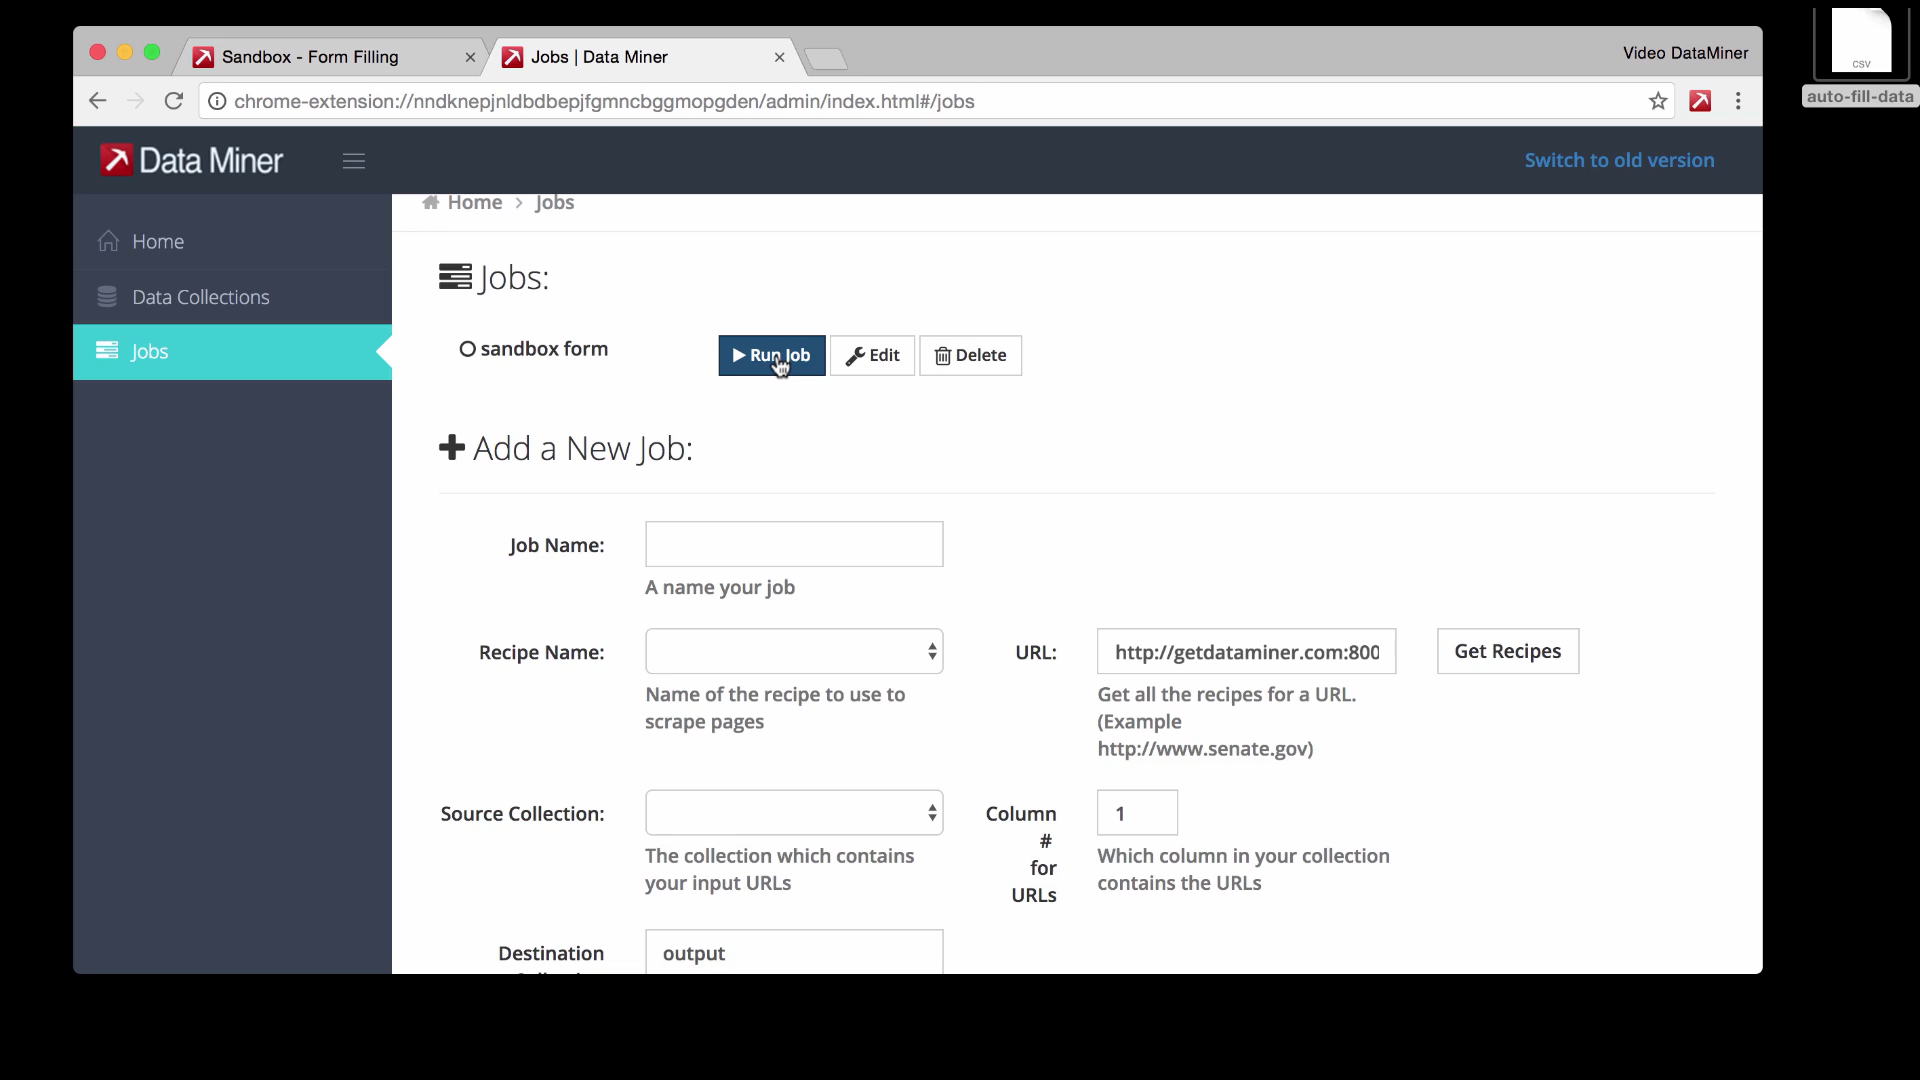 Sandbox - Form Filling
Jobs | Data Miner
Video DataMiner
CSV
auto-fill-data
chrome-extension://nndknepjnldbdbepjfgmncbggmopgden/admin/index.html#/jobs
Data Miner
Switch to old version
Home
Data Collections
Jobs
Home > Jobs
Jobs:
sandbox form
Run Job
Edit
Delete
Add a New Job:
Job Name:
A name your job
Recipe Name:
Name of the recipe to use to
scrape pages
URL:
http://getdataminer.com:800
Get Recipes
Get all the recipes for a URL.
(Example
http://www.senate.gov)
Source Collection:
The collection which contains
your input URLs
Column
#
for
URLs
1
Which column in your collection
contains the URLs
Destination
output